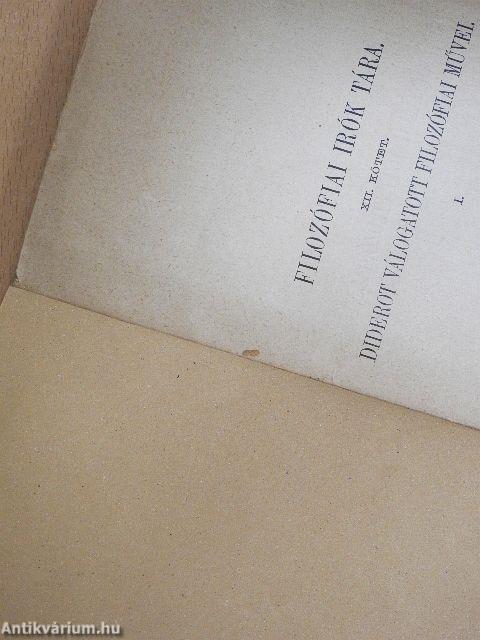 FILOZÓFIAI IRÓK TÁRA.
XII. KÖTET.
DIDEROT VÁLOGATOTT FILOZÓFIAI MŰVEI.
I.
Antikvárium.hu